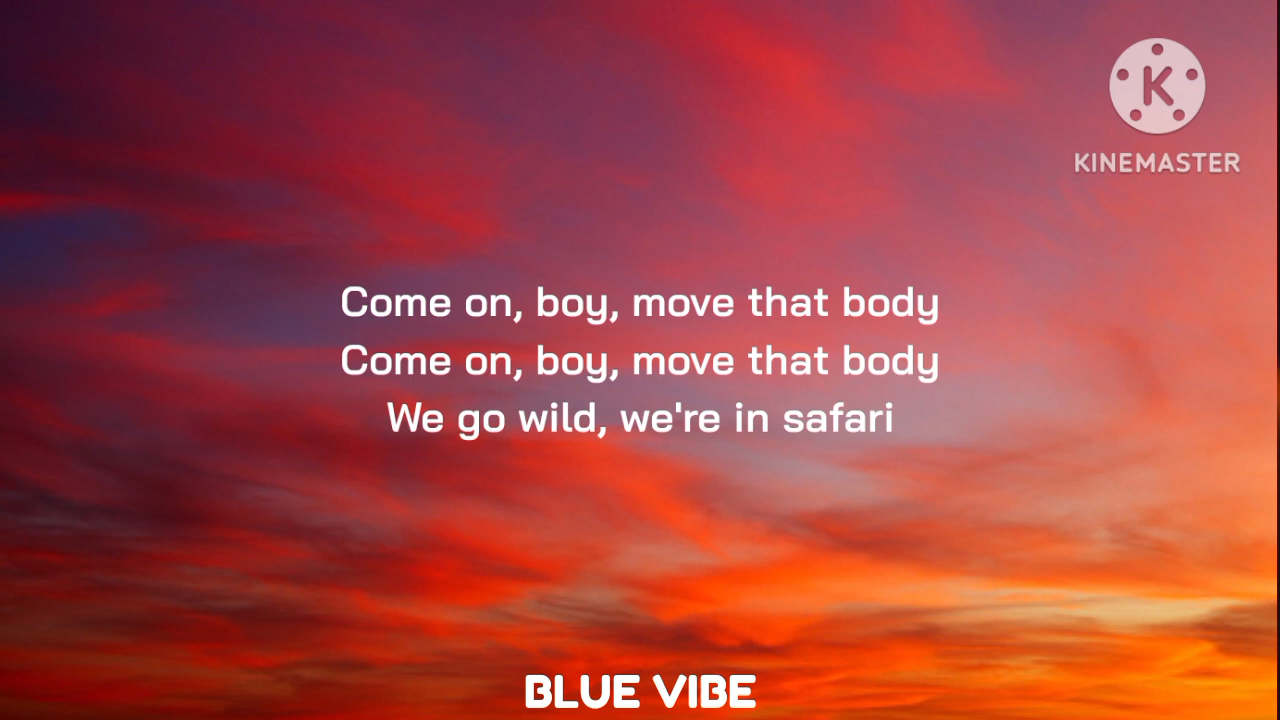 K
KINEMASTER
Come on, boy, move that body
Come on, boy, move that body
We go wild, we're in safari
BLUE VIBE